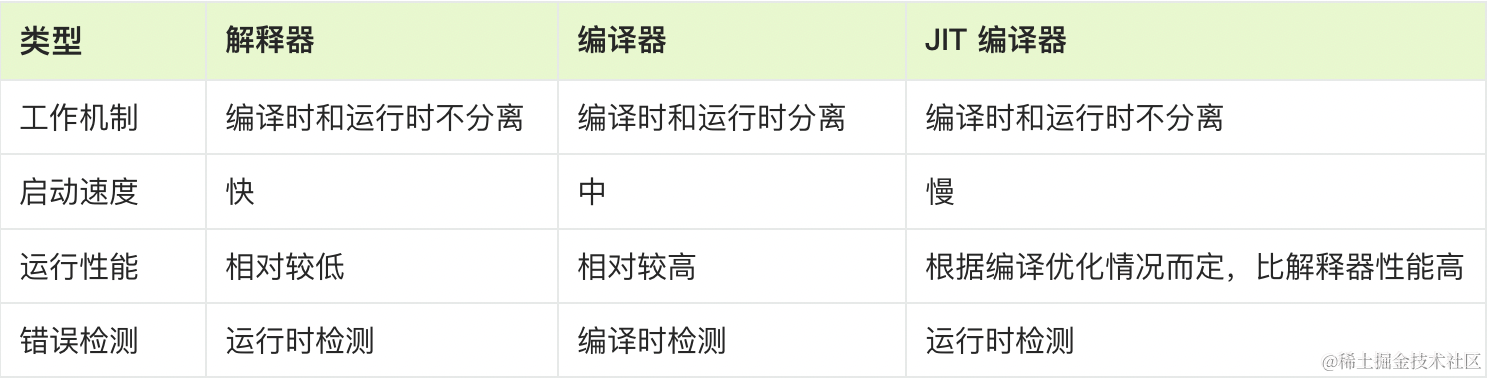 类型 解释器 编译器 JIT 编译器
工作机制 编译时和运行时不分离 编译时和运行时分离 编译时和运行时不分离
启动速度 快 中 慢
运行性能 相对较低 相对较高 根据编译优化情况而定，比解释器性能高
错误检测 运行时检测 编译时检测 运行时检测
@稀土掘金技术社区